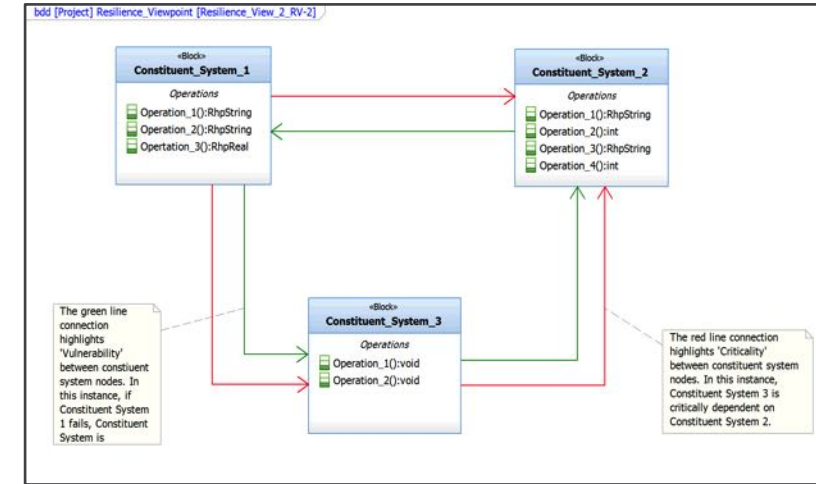 bdd [Project] Resilience_Viewpoint [Resilience_View_2_RV-2]
«Block»
Constituent_System_1
Operations
Operation_1():RhpString
Operation_2():RhpString
Opertation_3():RhpReal
«Block»
Constituent_System_2
Operations
Operation_1():RhpString
Operation_2():int
Operation_3():RhpString
Operation_4():int
«Block»
Constituent_System_3
Operations
Operation_1():void
Operation_2():void
The green line
connection
highlights
'Vulnerability'
between constiuent
system nodes. In
this instance, if
Constituent System
1 fails, Constituent
System is
The red line connection
highlights 'Criticality'
between constituent system
nodes. In this instance,
Constituent System 3 is
critically dependent on
Constituent System 2.